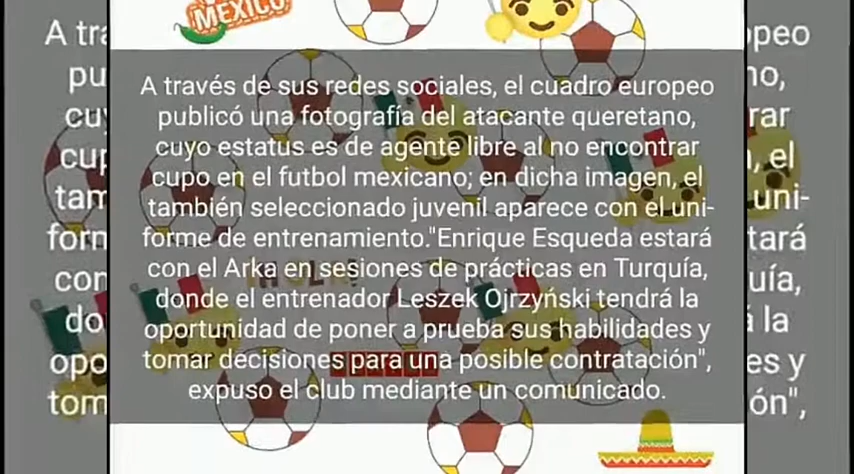 MEXICO
A través de sus redes sociales, el cuadro europeo
publicó una fotografía del atacante queretano,
cuyo estatus es de agente libre al no encontrar
cupo en el futbol mexicano; en dicha imagen, el
también seleccionado juvenil aparece con el uni-
forme de entrenamiento."Enrique Esqueda estará
con el Arka en sesiones de prácticas en Turquía,
donde el entrenador Leszek Ojrzyński tendrá la
oportunidad de poner a prueba sus habilidades y
tomar decisiones para una posible contratación",
expuso el club mediante un comunicado.